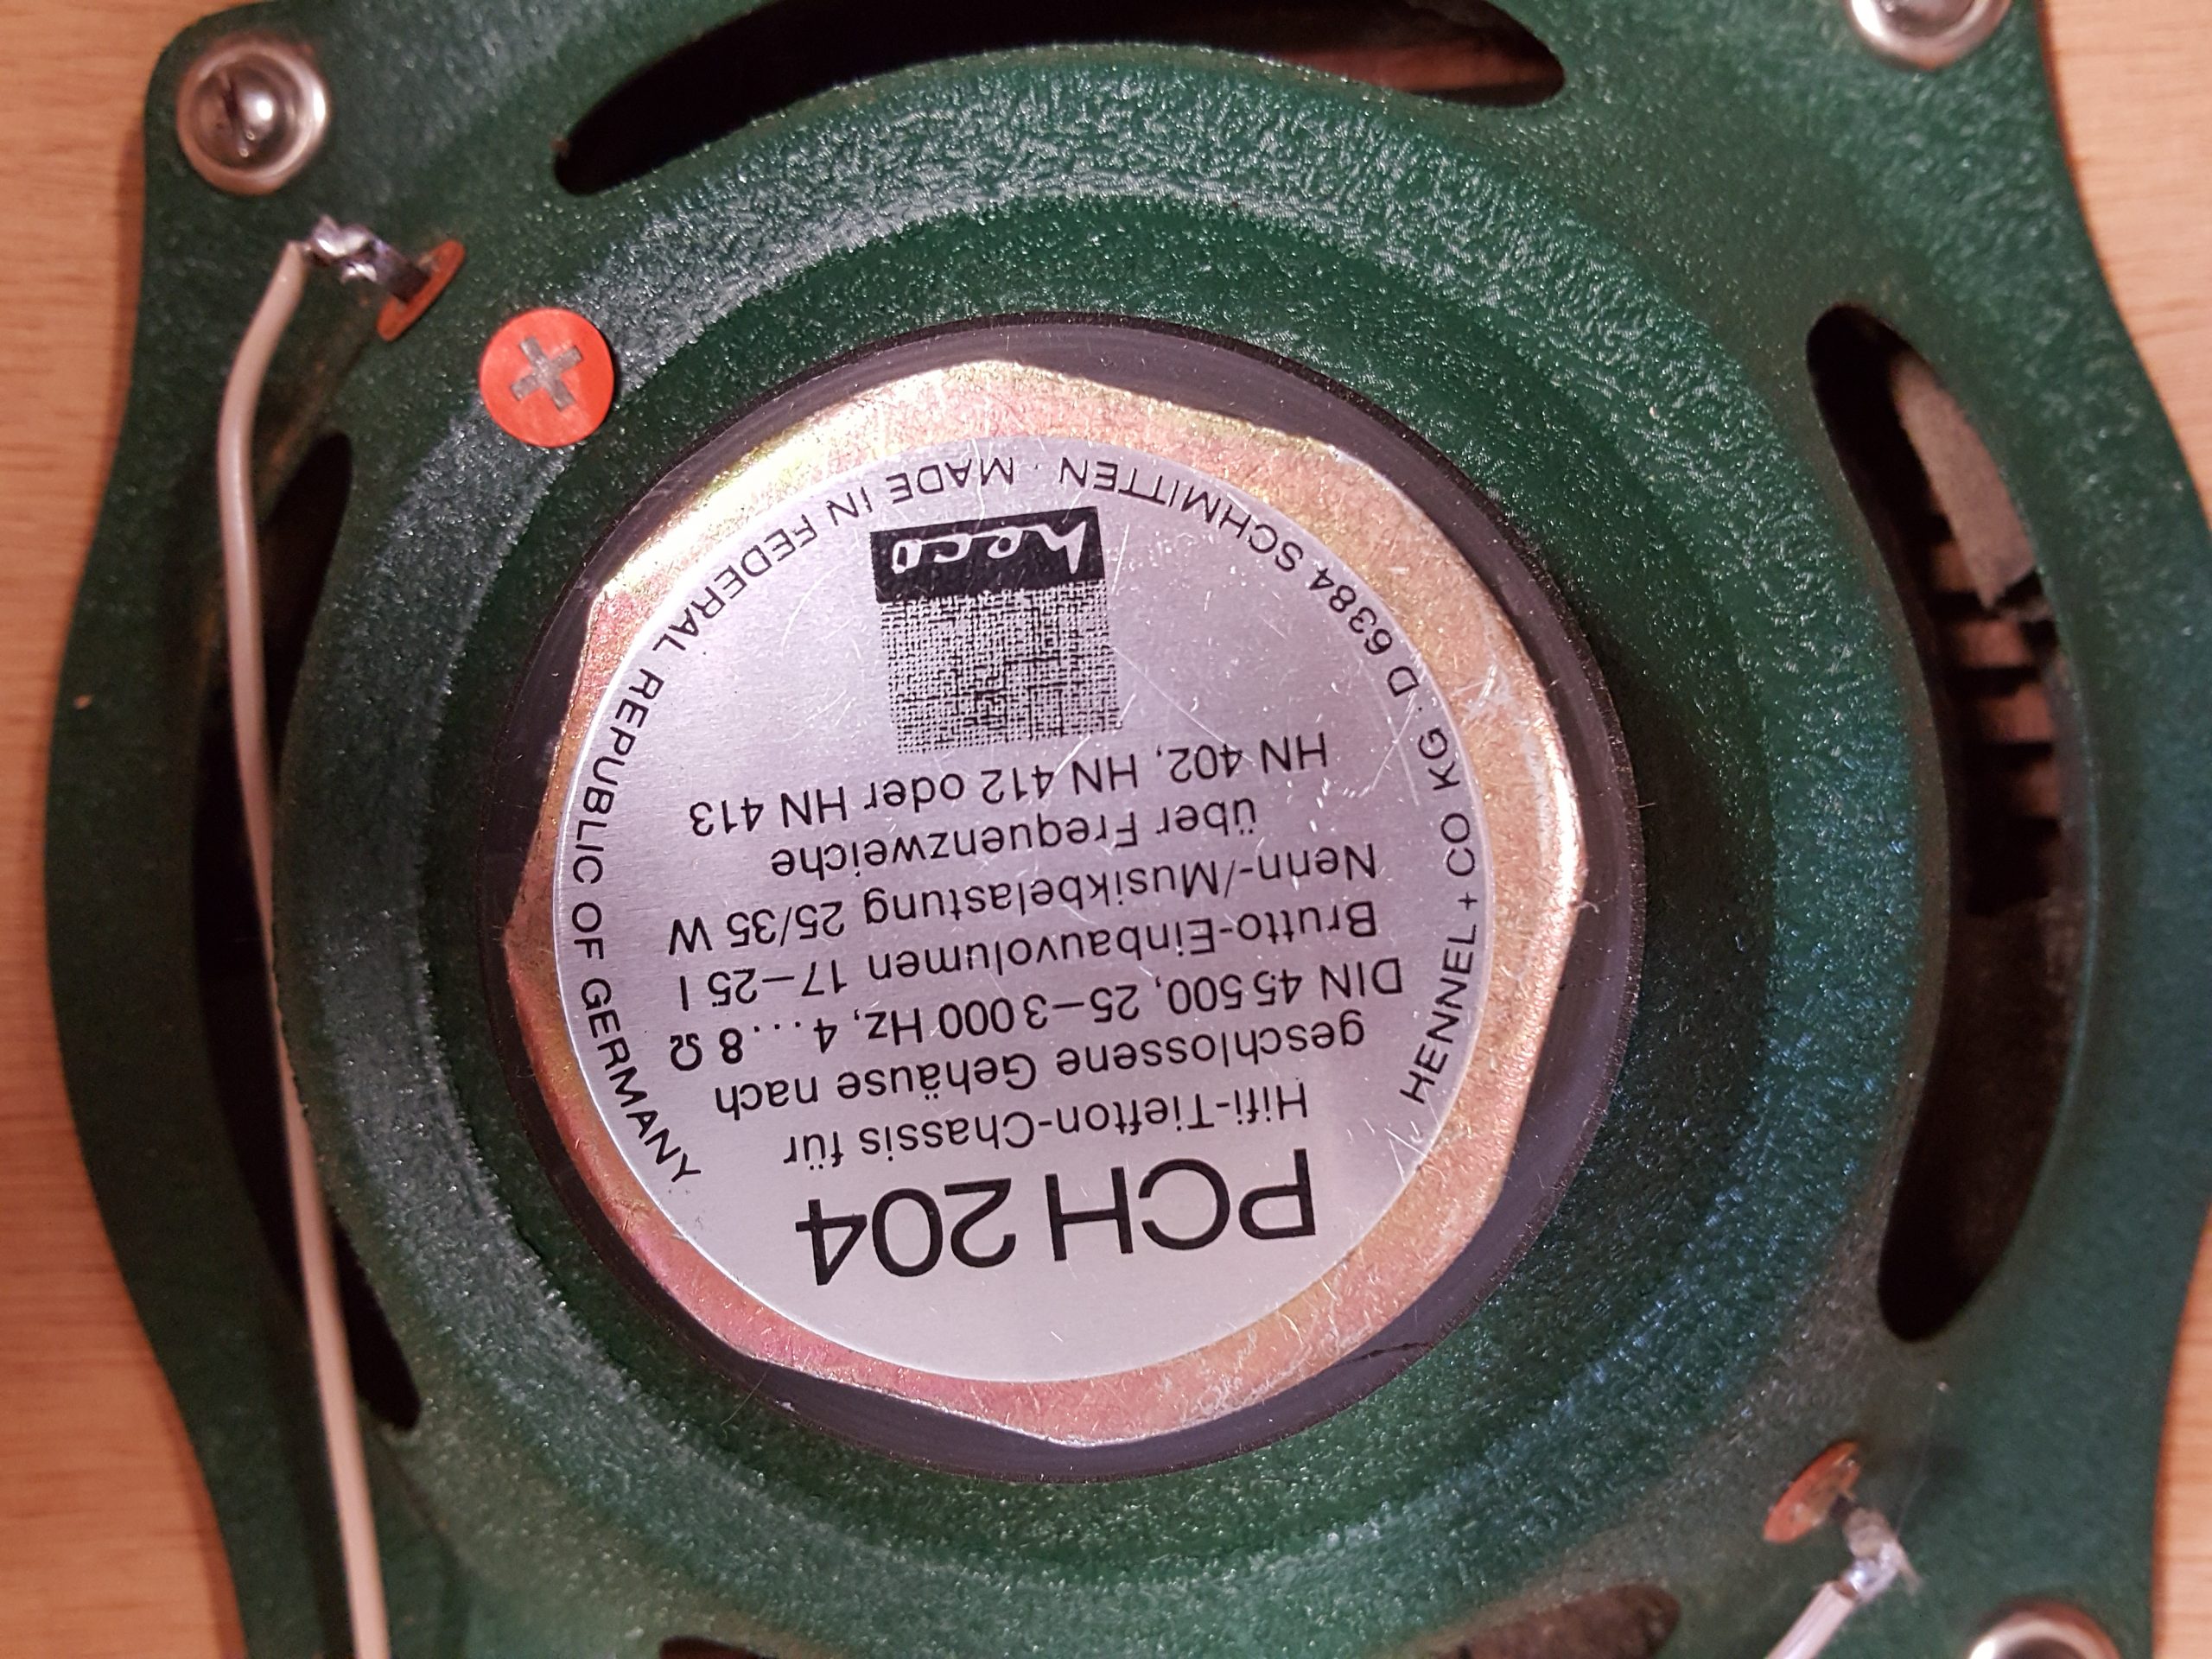 PCH 204
Hifi-Tiefton-Chassis für
geschlossene Gehäuse nach
DIN 45 500, 25–3000 Hz, 4....8 Ω
Brutto-Einbauvolumen 17–25 l
Nenn-/Musikbelastung 25/35 W
über Frequenzweiche
HN 402, HN 412 oder HN 413
heco
HENNEL + CO KG · D 6384 SCHMITTEN · MADE IN FEDERAL REPUBLIC OF GERMANY